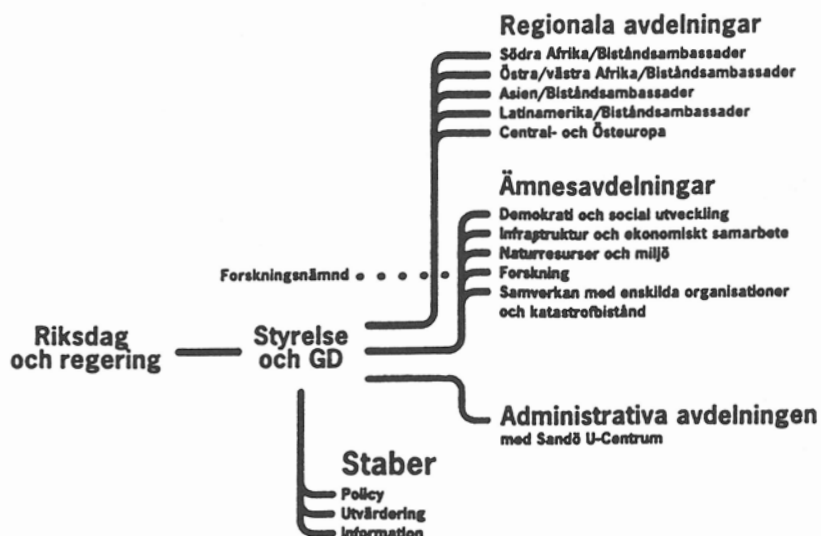 Regionala avdelningar
Södra Afrika/Biståndsambassader
Östra/västra Afrika/Biståndsambassader
Asien/Biståndsambassader
Latinamerika/Biståndsambassader
Central- och Östeuropa
Ämnesavdelningar
Demokrati och social utveckling
Infrastruktur och ekonomiskt samarbete
Naturresurser och miljö
Forskningsnämnd
Forskning
Samverkan med enskilda organisationer
och katastrofbistånd
Riksdag
och regering
Styrelse
och GD
Administrativa avdelningen
med Sandö U-Centrum
Staber
Policy
Utvärdering
Information